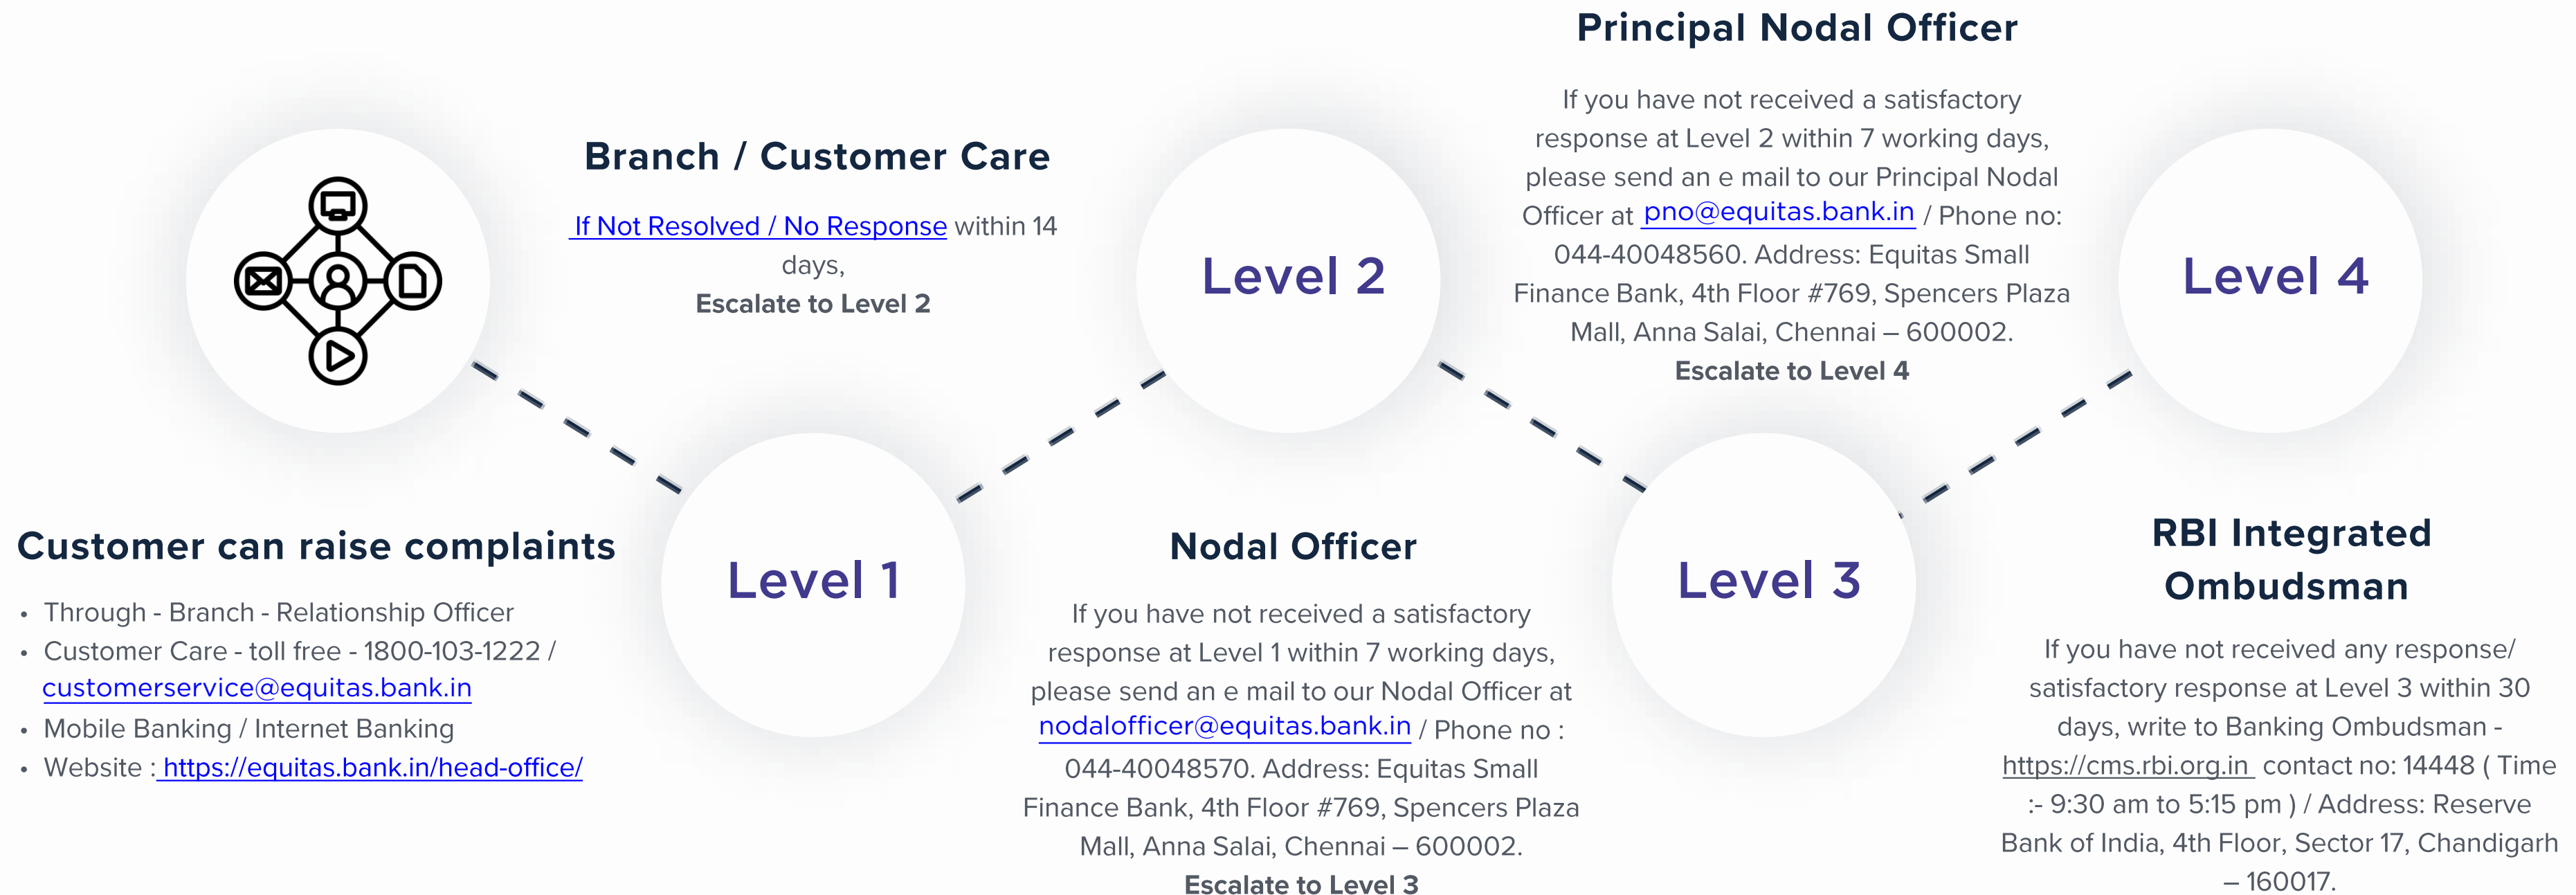 Customer can raise complaints
• Through - Branch - Relationship Officer
• Customer Care - toll free - 1800-103-1222 /
customerservice@equitas.bank.in
• Mobile Banking / Internet Banking
• Website : https://equitas.bank.in/head-office/
Level 1
Branch / Customer Care
If Not Resolved / No Response within 14
days,
Escalate to Level 2
Level 2
Nodal Officer
If you have not received a satisfactory
response at Level 1 within 7 working days,
please send an e mail to our Nodal Officer at
nodalofficer@equitas.bank.in / Phone no :
044-40048570. Address: Equitas Small
Finance Bank, 4th Floor #769, Spencers Plaza
Mall, Anna Salai, Chennai – 600002.
Escalate to Level 3
Level 3
Principal Nodal Officer
If you have not received a satisfactory
response at Level 2 within 7 working days,
please send an e mail to our Principal Nodal
Officer at pno@equitas.bank.in / Phone no:
044-40048560. Address: Equitas Small
Finance Bank, 4th Floor #769, Spencers Plaza
Mall, Anna Salai, Chennai – 600002.
Escalate to Level 4
Level 4
RBI Integrated
Ombudsman
If you have not received any response/
satisfactory response at Level 3 within 30
days, write to Banking Ombudsman -
https://cms.rbi.org.in contact no: 14448 ( Time
:- 9:30 am to 5:15 pm ) / Address: Reserve
Bank of India, 4th Floor, Sector 17, Chandigarh
– 160017.